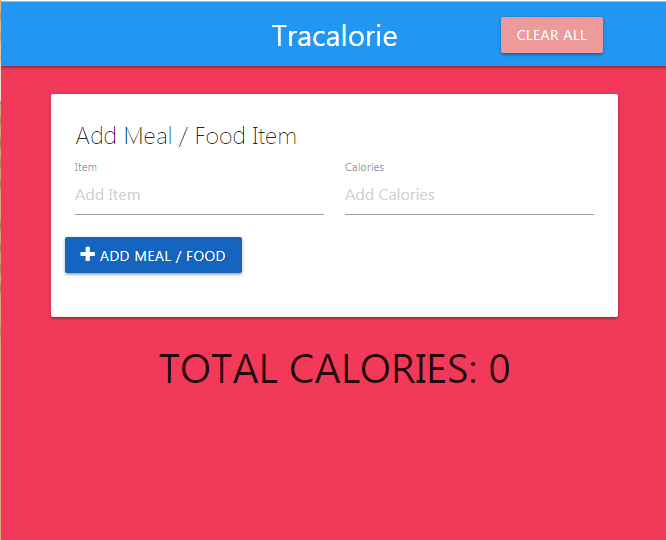 Tracalorie
CLEAR ALL
Add Meal / Food Item
Item
Calories
Add Item
Add Calories
ADD MEAL / FOOD
TOTAL CALORIES: 0